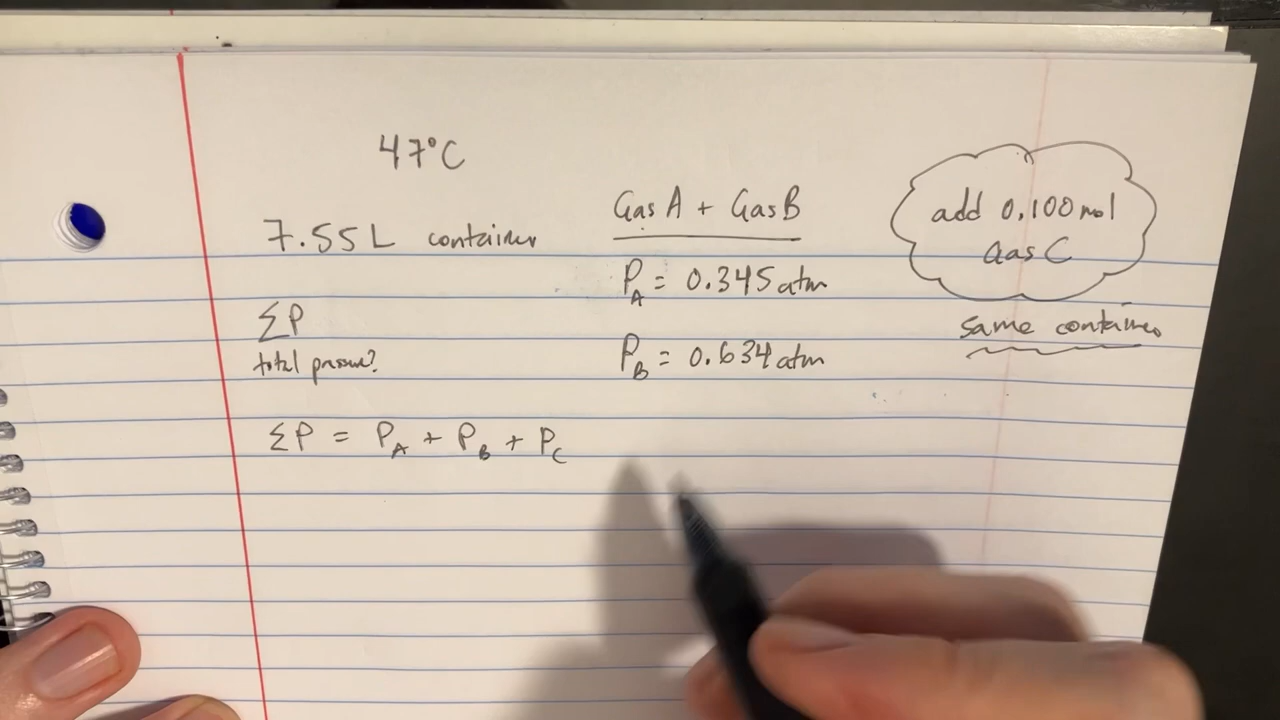 47°C
7.55 L container
ΣP
total pressure?
ΣP = P_A + P_B + P_C
Gas A + Gas B
P_A = 0.345 atm
P_B = 0.634 atm
add 0.100 mol
Gas C
same container